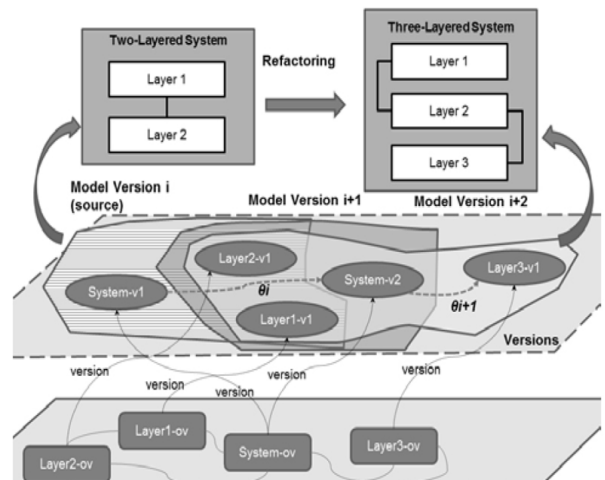 Two-Layered System
Layer 1
Layer 2
Refactoring
Three-Layered System
Layer 1
Layer 2
Layer 3
Model Version i
(source)
Model Version i+1
Model Version i+2
Layer2-v1
System-v1
θi
System-v2
Layer3-v1
θi+1
Layer1-v1
Versions
version
version
version
version
Layer1-ov
Layer2-ov
System-ov
Layer3-ov